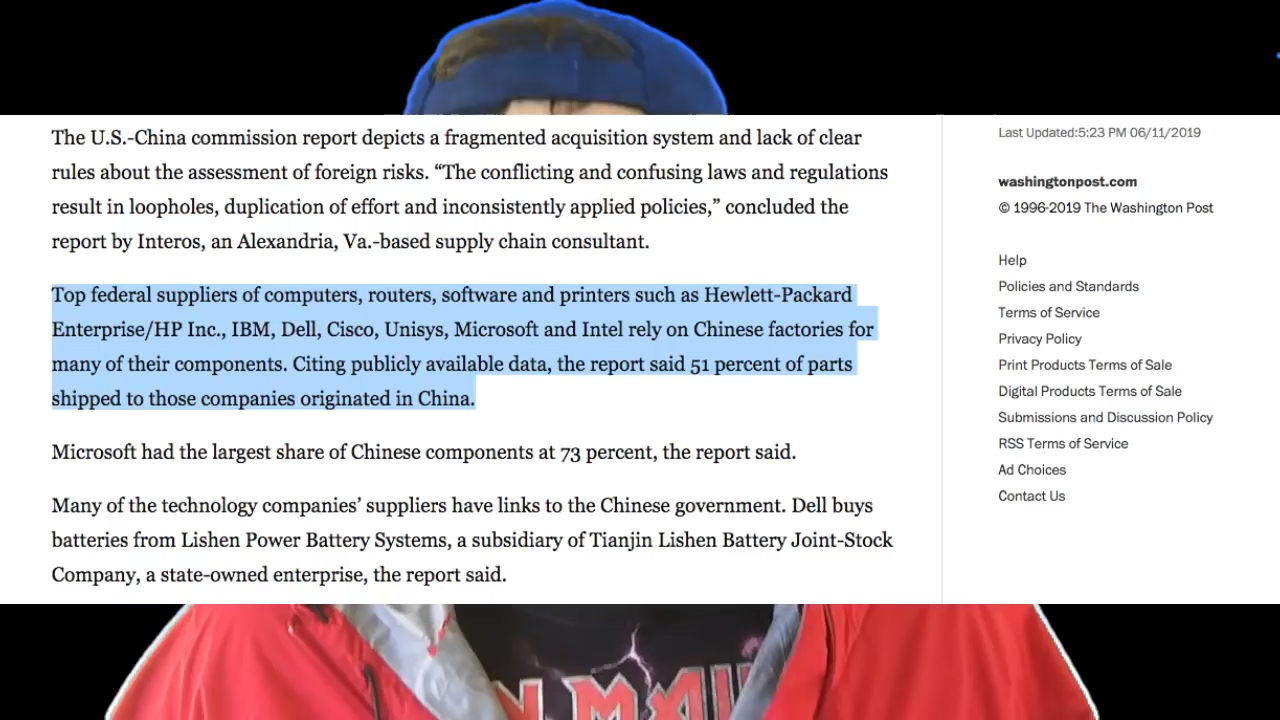 The U.S.-China commission report depicts a fragmented acquisition system and lack of clear
rules about the assessment of foreign risks. “The conflicting and confusing laws and regulations
result in loopholes, duplication of effort and inconsistently applied policies,” concluded the
report by Interos, an Alexandria, Va.-based supply chain consultant.
Top federal suppliers of computers, routers, software and printers such as Hewlett-Packard
Enterprise/HP Inc., IBM, Dell, Cisco, Unisys, Microsoft and Intel rely on Chinese factories for
many of their components. Citing publicly available data, the report said 51 percent of parts
shipped to those companies originated in China.
Microsoft had the largest share of Chinese components at 73 percent, the report said.
Many of the technology companies’ suppliers have links to the Chinese government. Dell buys
batteries from Lishen Power Battery Systems, a subsidiary of Tianjin Lishen Battery Joint-Stock
Company, a state-owned enterprise, the report said.
Last Updated:5:23 PM 06/11/2019
washingtonpost.com
© 1996-2019 The Washington Post
Help
Policies and Standards
Terms of Service
Privacy Policy
Print Products Terms of Sale
Digital Products Terms of Sale
Submissions and Discussion Policy
RSS Terms of Service
Ad Choices
Contact Us